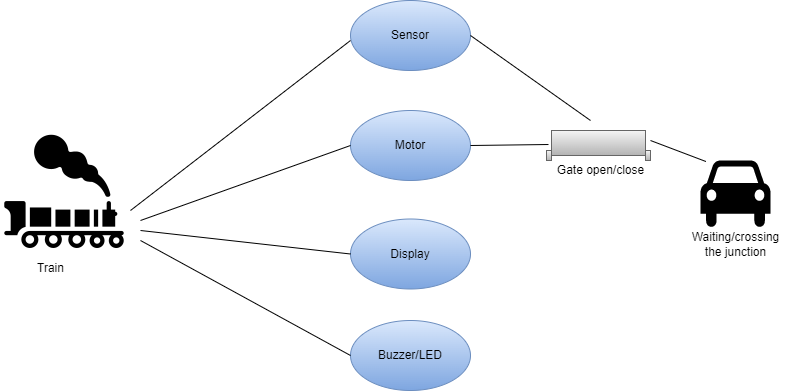 Sensor
Motor
Gate open/close
Waiting/crossing
the junction
Display
Train
Buzzer/LED